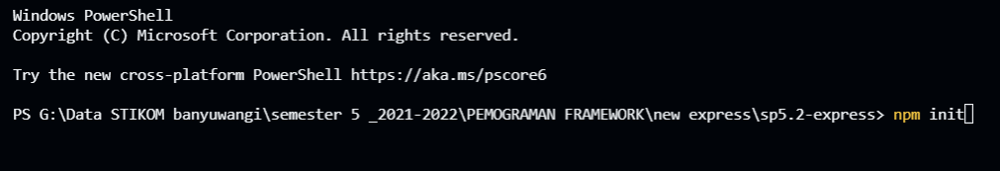 Windows PowerShell
Copyright (C) Microsoft Corporation. All rights reserved.
Try the new cross-platform PowerShell https://aka.ms/pscore6
PS G:\Data STIKOM banyuwangi\semester 5 _2021-2022\PEMOGRAMAN FRAMEWORK\new express\sp5.2-express> npm init